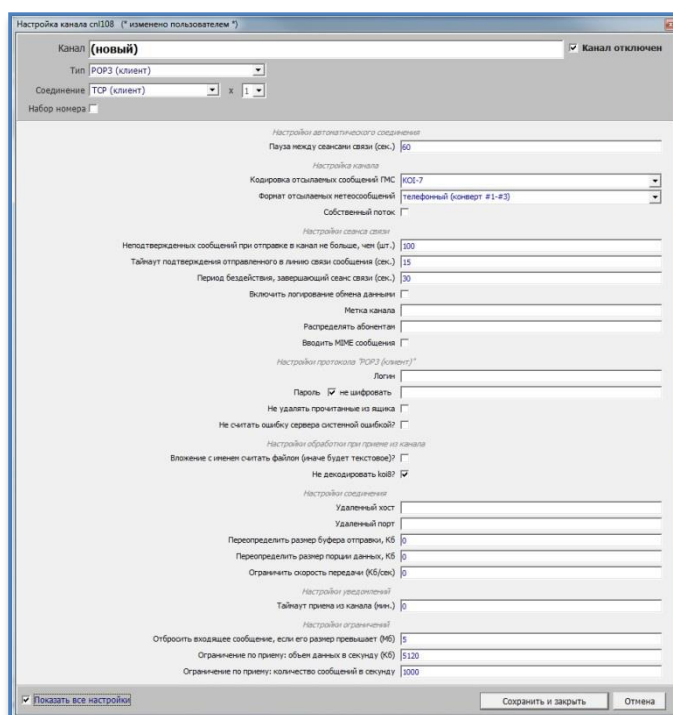 Настройка канала cnl108 (* изменено пользователем *)
Канал (новый) Канал отключен
Тип POP3 (клиент)
Соединение TCP (клиент) x 1
Набор номера
Настройки автоматического соединения
Пауза между сеансами связи (сек.) 60
Настройка канала
Кодировка отсылаемых сообщений ГМС KOI-7
Формат отсылаемых метеосообщений телефонный (конверт #1-#3)
Собственный поток
Настройки сеанса связи
Неподтвержденных сообщений при отправке в канал не больше, чем (шт.) 100
Таймаут подтверждения отправленного в линию связи сообщения (сек.) 15
Период бездействия, завершающий сеанс связи (сек.) 30
Включить логирование обмена данными
Метка канала
Распределять абонентам
Вводить MIME сообщения
Настройки протокола "POP3 (клиент)"
Логин
Пароль не шифровать
Не удалять прочитанные из ящика
Не считать ошибку сервера системной ошибкой?
Настройки обработки при приеме из канала
Вложение с именем считать файлом (иначе будет текстовое)?
Не декодировать koi8?
Настройки соединения
Удаленный хост
Удаленный порт
Переопределить размер буфера отправки, Кб 0
Переопределить размер порции данных, Кб 0
Ограничить скорость передачи (Кб/сек) 0
Настройки уведомлений
Таймаут приема из канала (мин.) 0
Настройки ограничений
Отбросить входящее сообщение, если его размер превышает (Мб) 5
Ограничение по приему: объем данных в секунду (Кб) 5120
Ограничение по приему: количество сообщений в секунду 1000
Показать все настройки Сохранить и закрыть Отмена